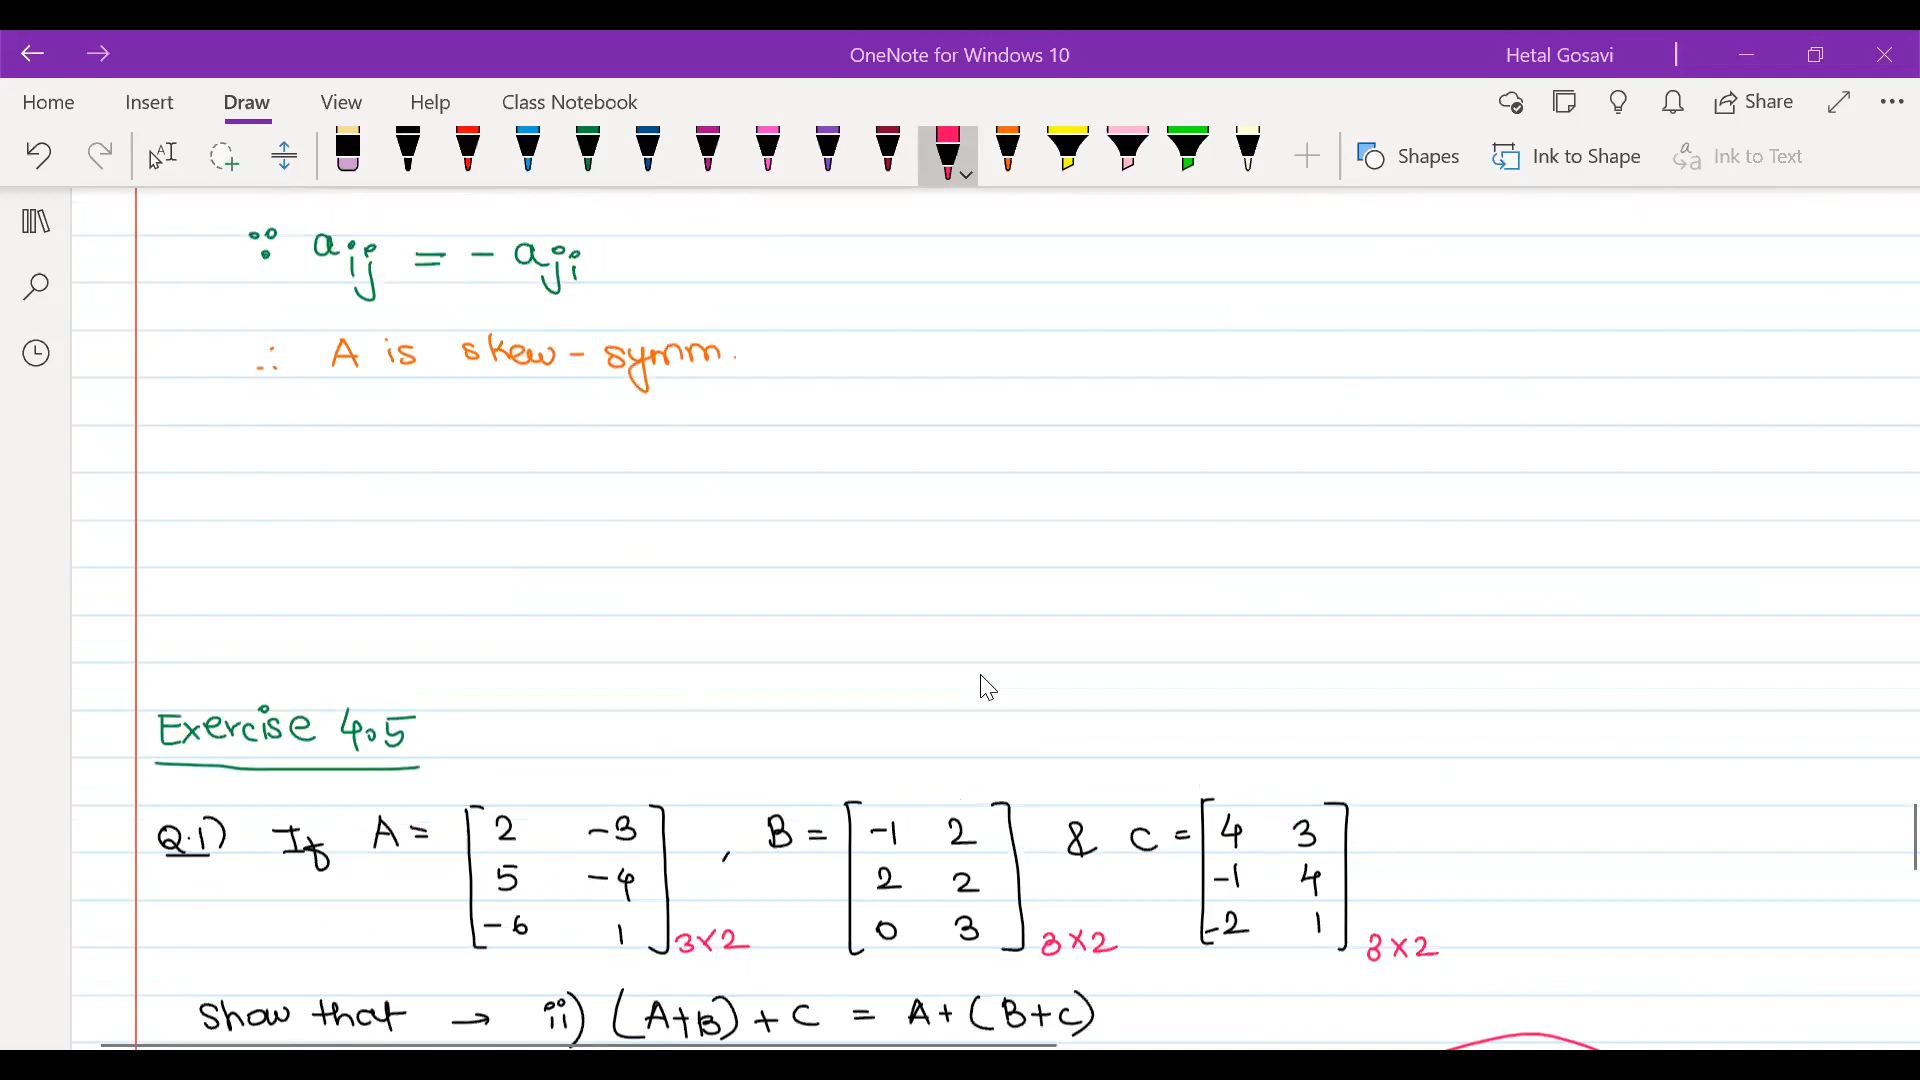 OneNote for Windows 10
Hetal Gosavi
Home Insert Draw View Help Class Notebook
Share
Shapes Ink to Shape Ink to Text
∵ aij = - aji
∴ A is skew - symm.
Exercise 4.5
Q.1) If A = [ 2 -3 ]3×2 , B = [ -1 2 ]3×2 & C = [ 4 3 ]3×2
5 -4 2 2 -1 4
-6 1 0 3 -2 1
Show that → ii) (A+B) + C = A + (B+C)